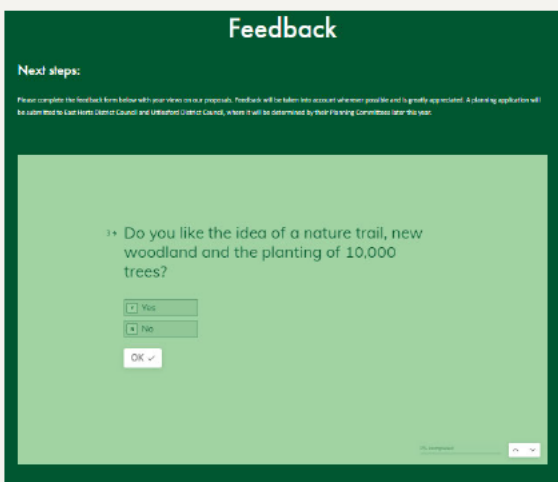 Feedback
Next steps:
Please complete the feedback form below with your views on our proposals. Feedback will be taken into account wherever possible and is greatly appreciated. A planning application will
be submitted to East Herts District Council and Uttlesford District Council, where it will be determined by their Planning Committees later this year.
Do you like the idea of a nature trail, new
woodland and the planting of 10,000
trees?
Y Yes
N No
OK ✓
completed